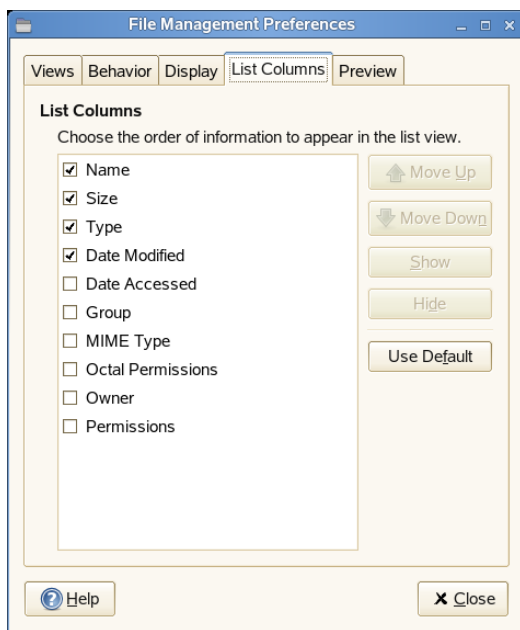 File Management Preferences
Views Behavior Display List Columns Preview
List Columns
Choose the order of information to appear in the list view.
Name
Size
Type
Date Modified
Date Accessed
Group
MIME Type
Octal Permissions
Owner
Permissions
Move Up
Move Down
Show
Hide
Use Default
Help
Close